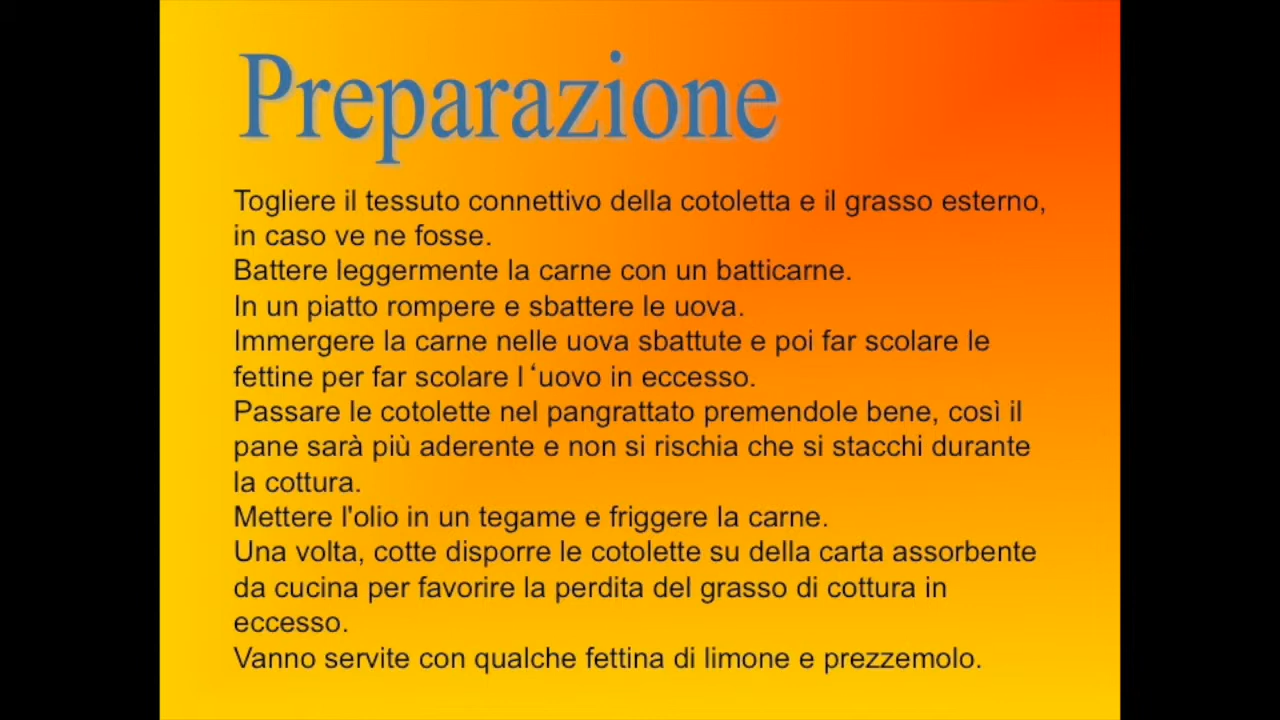 Preparazione
Togliere il tessuto connettivo della cotoletta e il grasso esterno,
in caso ve ne fosse.
Battere leggermente la carne con un batticarne.
In un piatto rompere e sbattere le uova.
Immergere la carne nelle uova sbattute e poi far scolare le
fettine per far scolare l ‘uovo in eccesso.
Passare le cotolette nel pangrattato premendole bene, così il
pane sarà più aderente e non si rischia che si stacchi durante
la cottura.
Mettere l'olio in un tegame e friggere la carne.
Una volta, cotte disporre le cotolette su della carta assorbente
da cucina per favorire la perdita del grasso di cottura in
eccesso.
Vanno servite con qualche fettina di limone e prezzemolo.